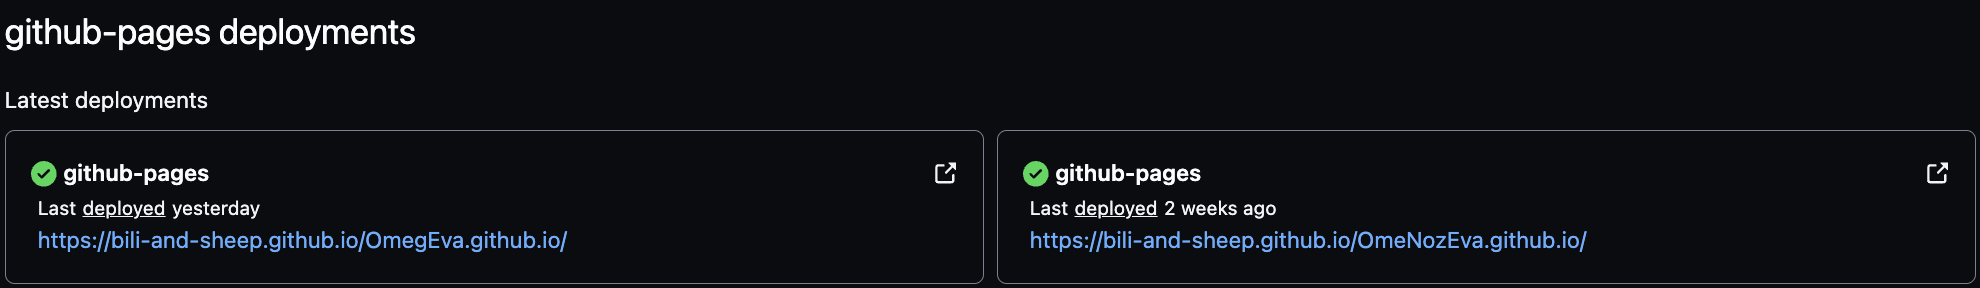 github-pages deployments
Latest deployments
github-pages
Last deployed yesterday
https://bili-and-sheep.github.io/OmegEva.github.io/
github-pages
Last deployed 2 weeks ago
https://bili-and-sheep.github.io/OmeNozEva.github.io/